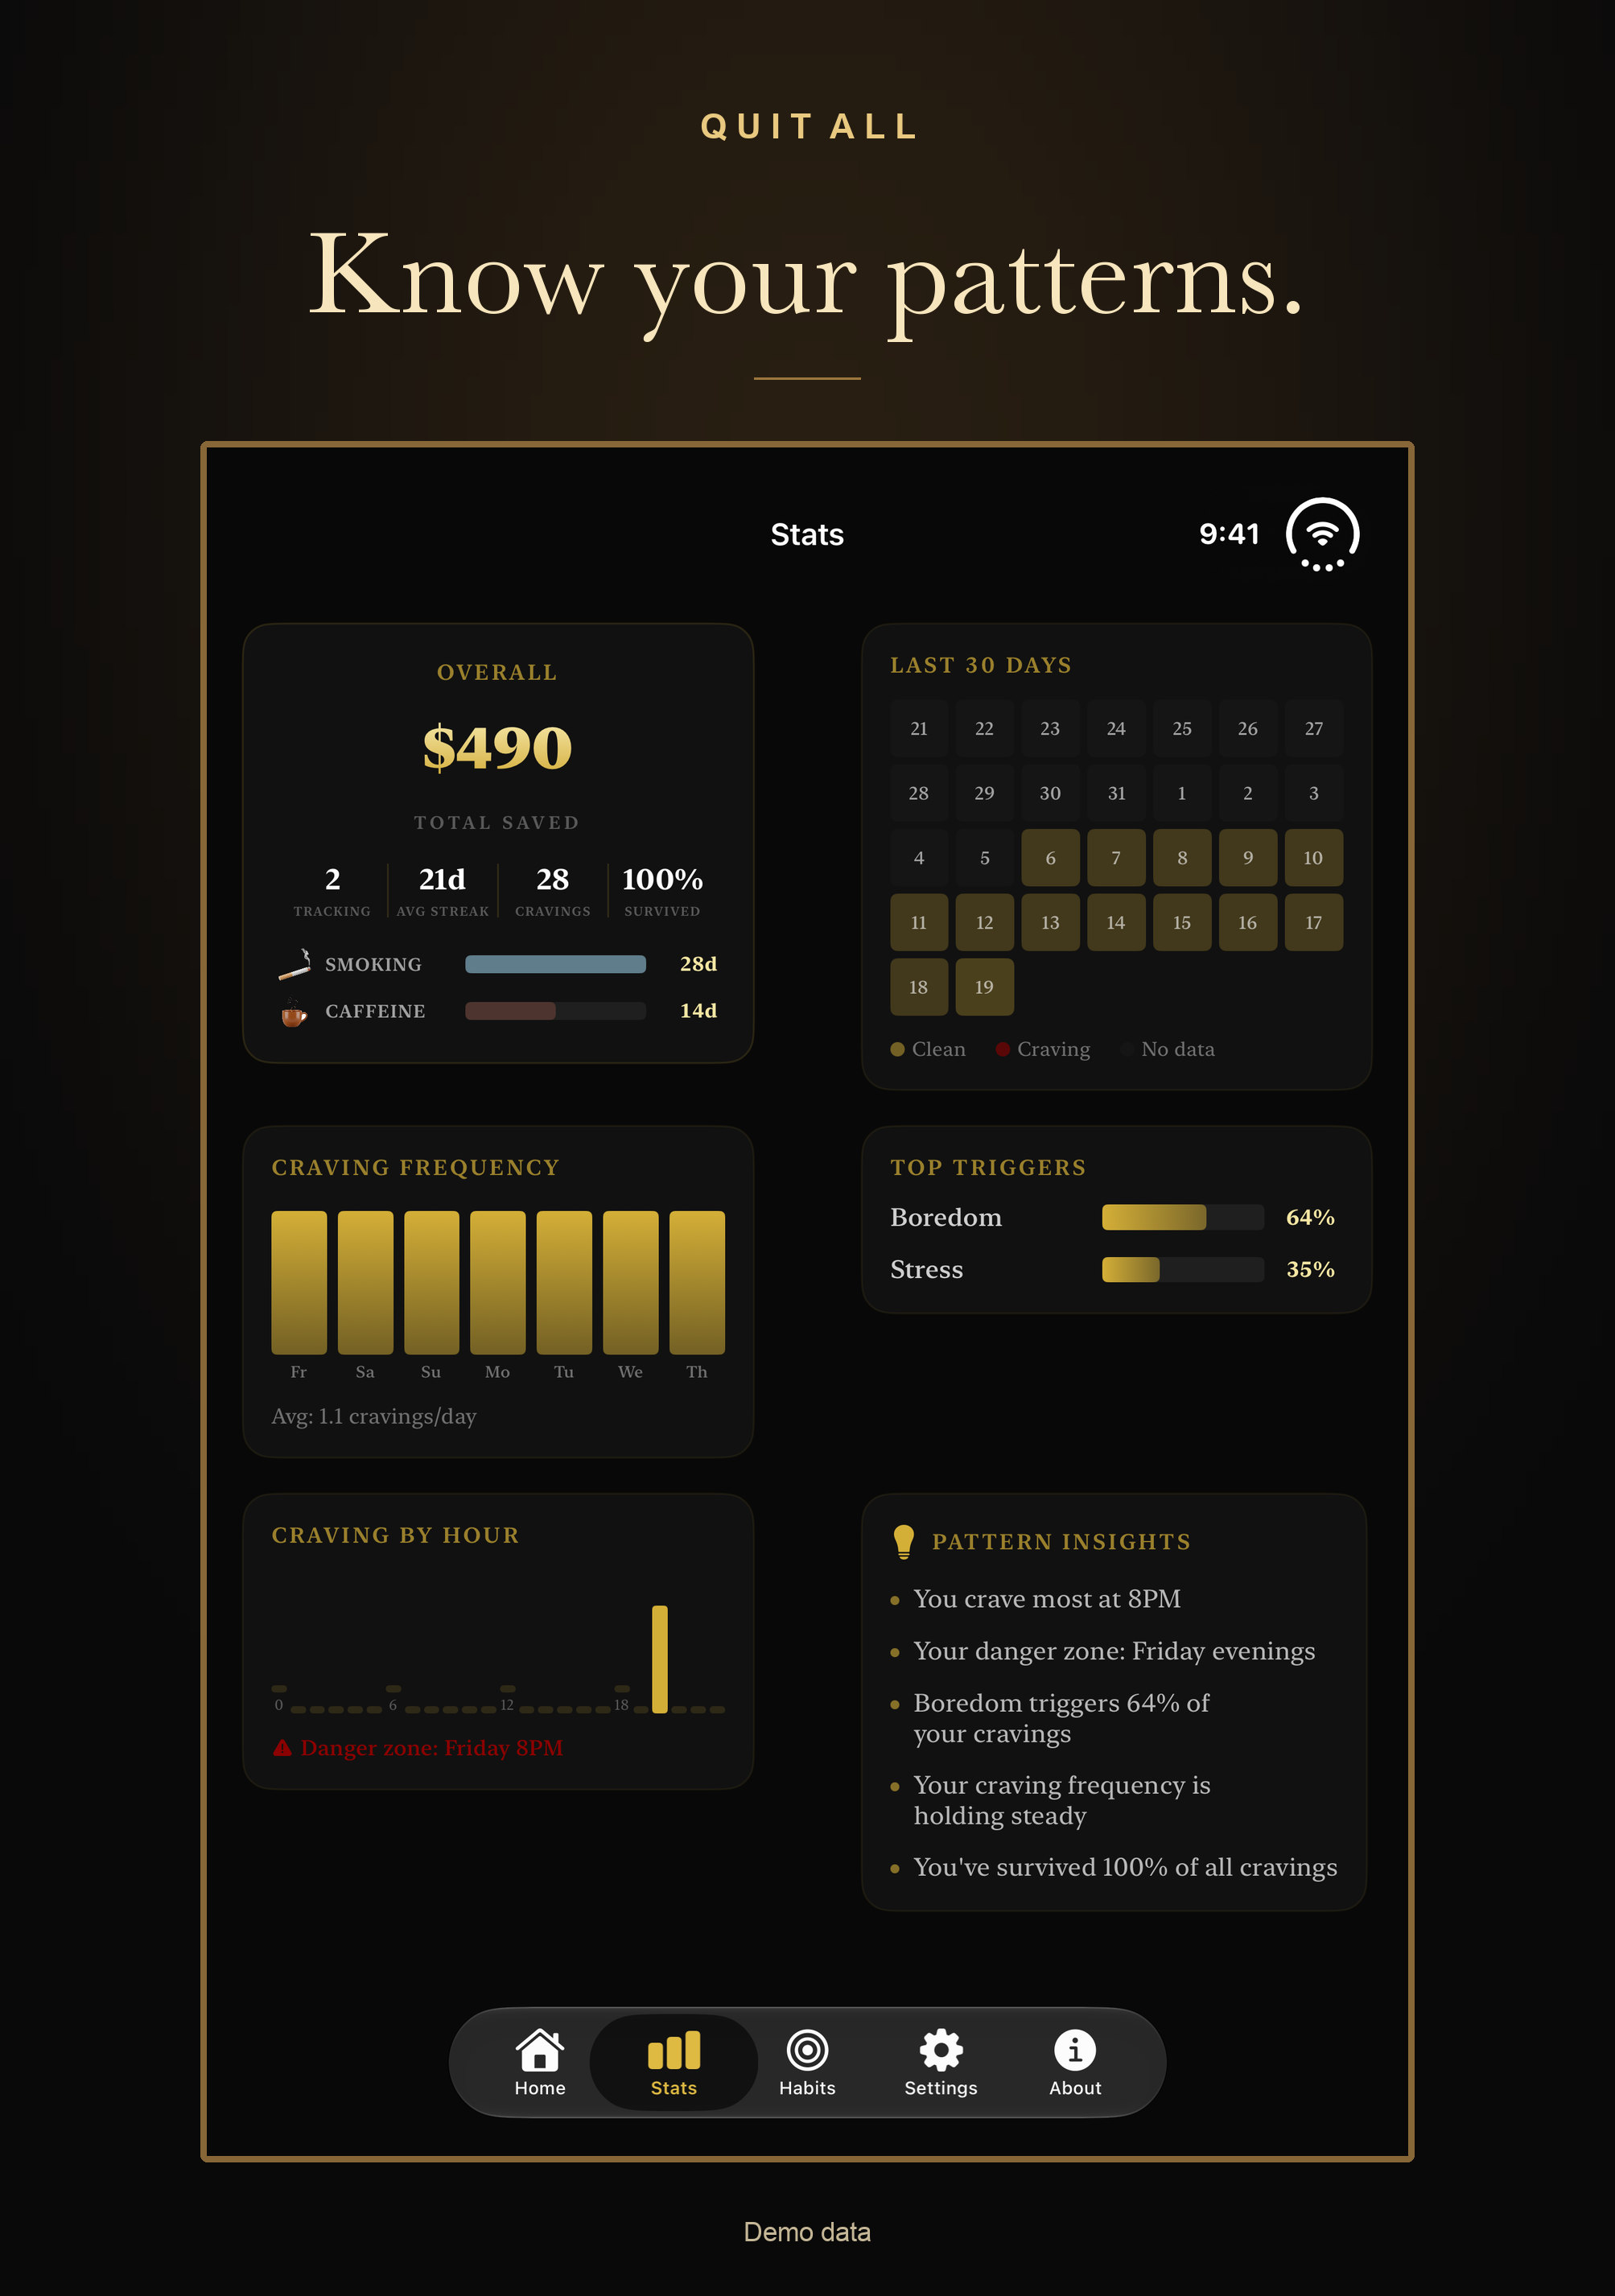 QUIT ALL
Know your patterns.
Stats
9:41
OVERALL
$490
TOTAL SAVED
2 21d 28 100%
TRACKING AVG STREAK CRAVINGS SURVIVED
SMOKING 28d
CAFFEINE 14d
LAST 30 DAYS
21 22 23 24 25 26 27
28 29 30 31 1 2 3
4 5 6 7 8 9 10
11 12 13 14 15 16 17
18 19
Clean Craving No data
CRAVING FREQUENCY
Fr Sa Su Mo Tu We Th
Avg: 1.1 cravings/day
TOP TRIGGERS
Boredom 64%
Stress 35%
CRAVING BY HOUR
0 6 12 18
Danger zone: Friday 8PM
PATTERN INSIGHTS
You crave most at 8PM
Your danger zone: Friday evenings
Boredom triggers 64% of
your cravings
Your craving frequency is
holding steady
You've survived 100% of all cravings
Home Stats Habits Settings About
Demo data